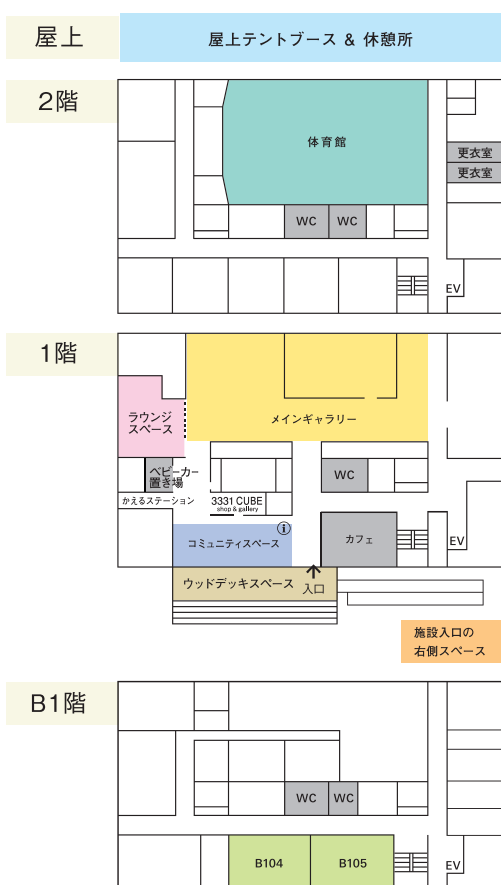 屋上
屋上テントブース & 休憩所
2階
体育館
更衣室
更衣室
WC
WC
EV
1階
ラウンジ
スペース
メインギャラリー
ベビーカー
置き場
WC
かえるステーション
3331 CUBE
shop & gallery
i
コミュニティスペース
カフェ
EV
ウッドデッキスペース
入口
施設入口の
右側スペース
B1階
WC
WC
B104
B105
EV